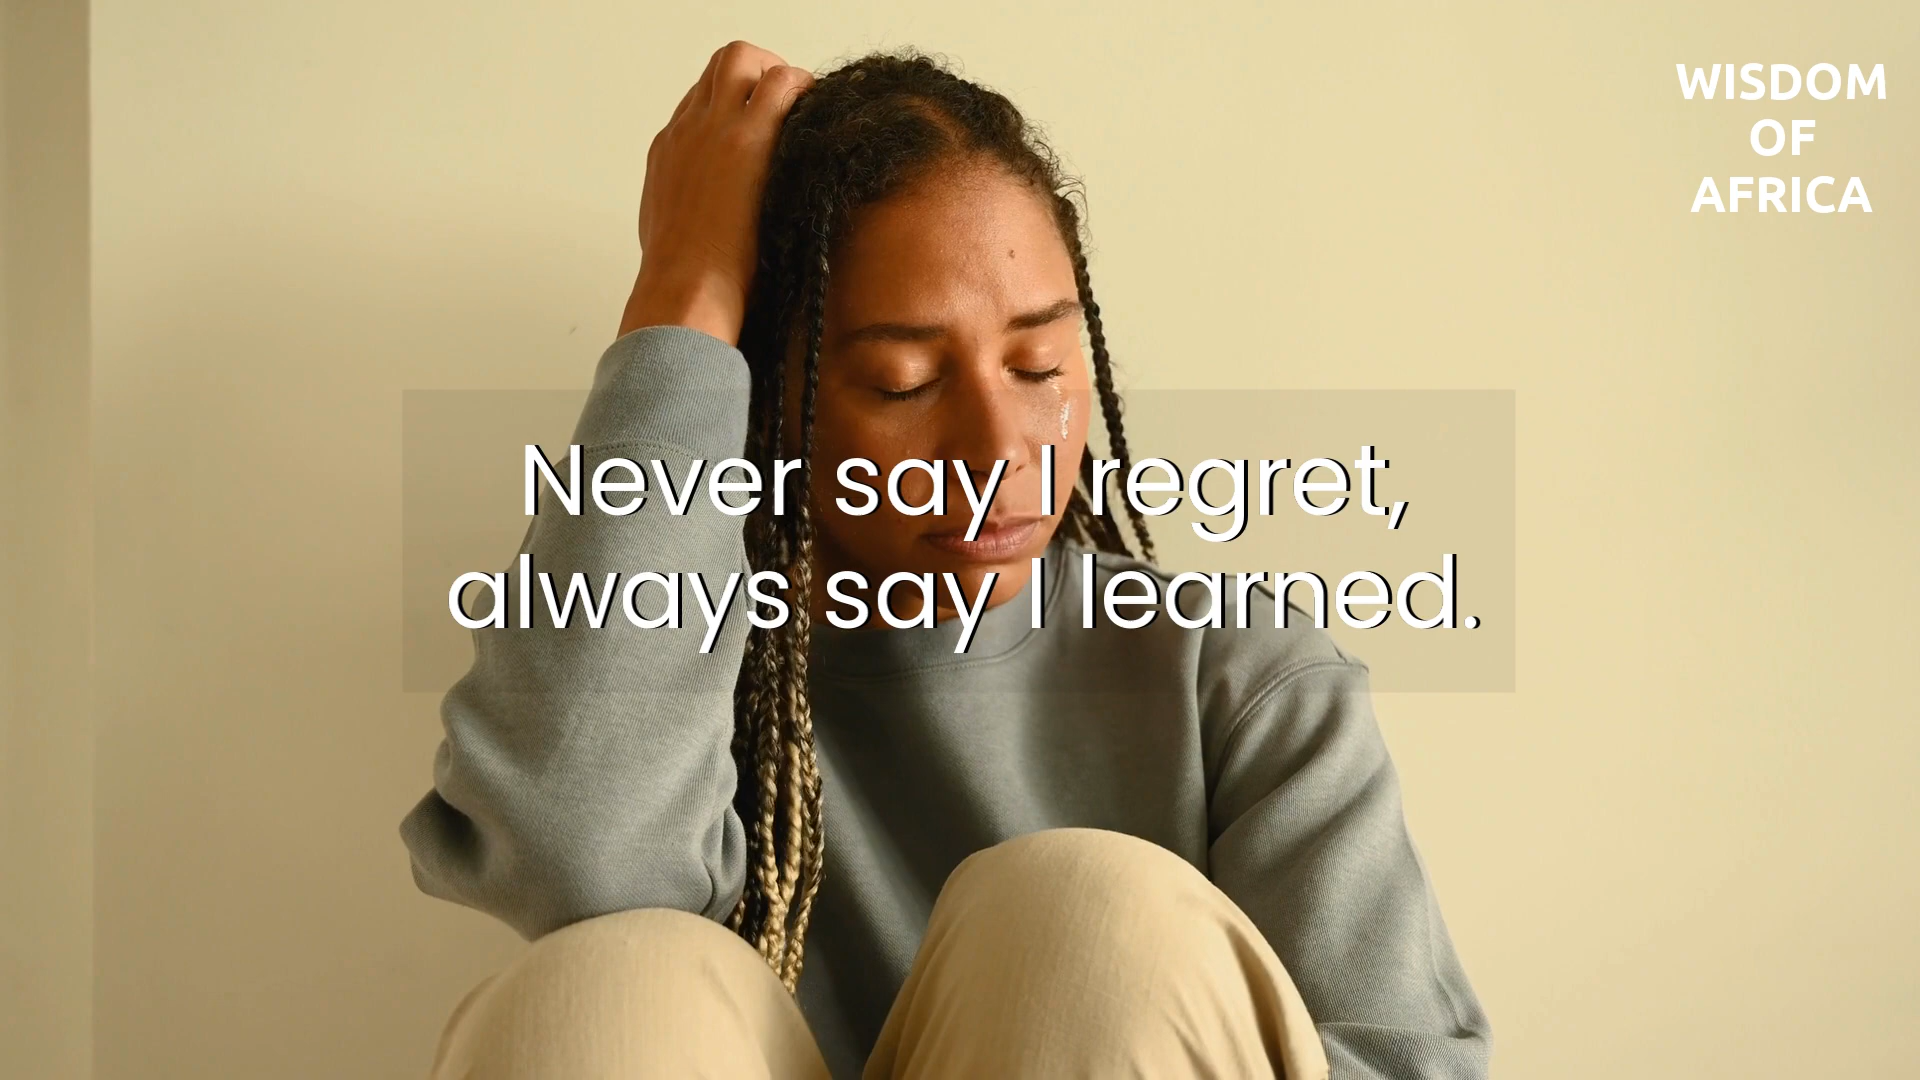 WISDOM
OF
AFRICA
Never say I regret,
always say I learned.